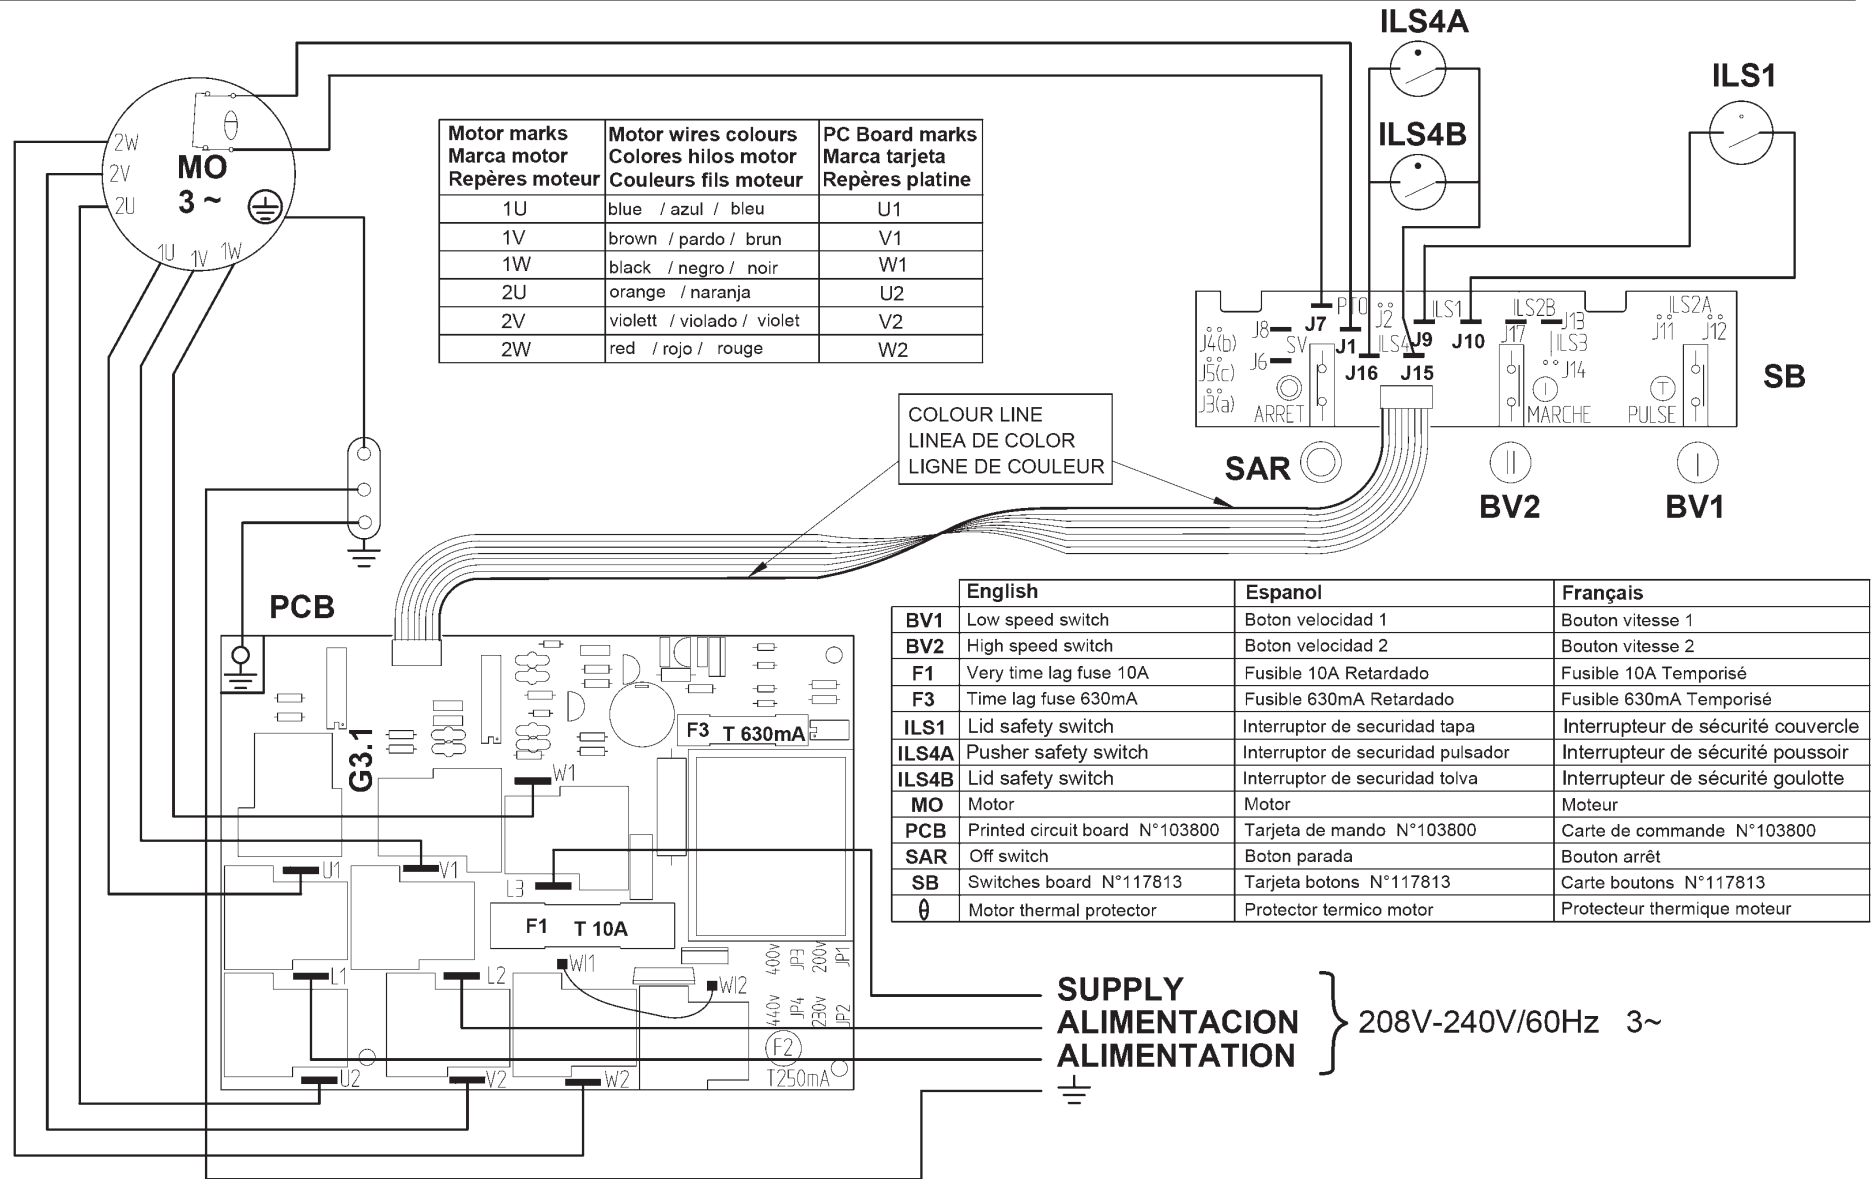 ILS4A
ILS1
ILS4B
2W
2V
2U
θ
MO
3 ~
1U 1V 1W
Motor marks Motor wires colours PC Board marks
Marca motor Colores hilos motor Marca tarjeta
Repères moteur Couleurs fils moteur Repères platine
1U blue / azul / bleu U1
1V brown / pardo / brun V1
1W black / negro / noir W1
2U orange / naranja U2
2V violett / violado / violet V2
2W red / rojo / rouge W2
PTO J2 ILS1 ILS2B ILS2A
J8 J7 J1 J9 J10 J17 J13 J11 J12
J4(b) SV ILS4 ILS3
J6 J16 J15 J14
J5(c)
J3(a) ARRET MARCHE PULSE
SB
SAR
BV2
BV1
COLOUR LINE
LINEA DE COLOR
LIGNE DE COULEUR
PCB
G3.1
F3 T 630mA
W1
U1
V1
L3
F1 T 10A
WI1
WI2
L1
L2
400v JP3 200v JP1
440v JP4 230v JP2
F2
T250mA
U2
V2
W2
English Espanol Français
BV1 Low speed switch Boton velocidad 1 Bouton vitesse 1
BV2 High speed switch Boton velocidad 2 Bouton vitesse 2
F1 Very time lag fuse 10A Fusible 10A Retardado Fusible 10A Temporisé
F3 Time lag fuse 630mA Fusible 630mA Retardado Fusible 630mA Temporisé
ILS1 Lid safety switch Interruptor de securidad tapa Interrupteur de sécurité couvercle
ILS4A Pusher safety switch Interruptor de securidad pulsador Interrupteur de sécurité poussoir
ILS4B Lid safety switch Interruptor de securidad tolva Interrupteur de sécurité goulotte
MO Motor Motor Moteur
PCB Printed circuit board N°103800 Tarjeta de mando N°103800 Carte de commande N°103800
SAR Off switch Boton parada Bouton arrêt
SB Switches board N°117813 Tarjeta botons N°117813 Carte boutons N°117813
θ Motor thermal protector Protector termico motor Protecteur thermique moteur
SUPPLY
ALIMENTACION
ALIMENTATION
208V-240V/60Hz 3~